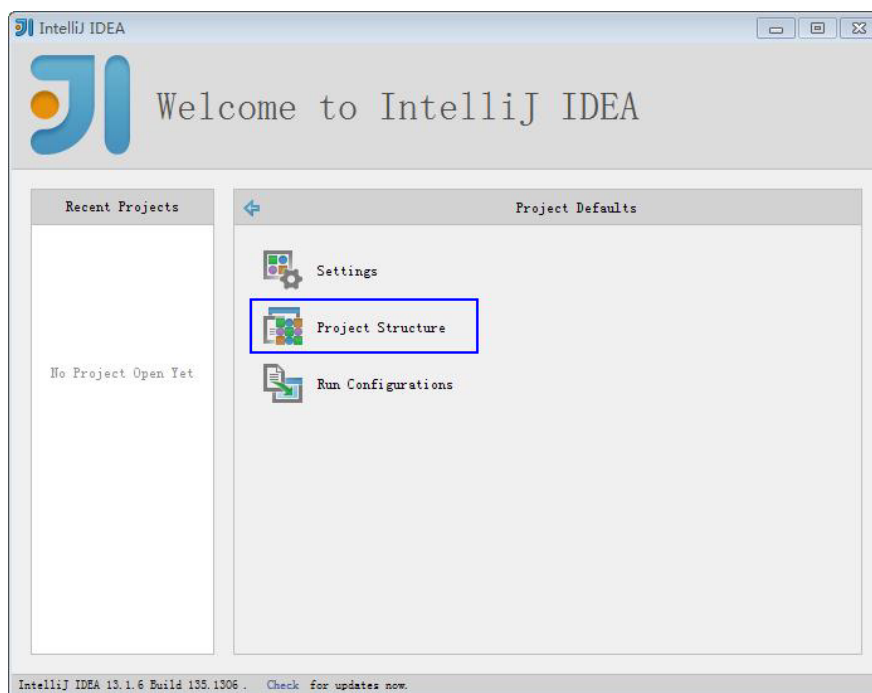 IntelliJ IDEA
Welcome to IntelliJ IDEA
Recent Projects
Project Defaults
Settings
Project Structure
No Project Open Yet
Run Configurations
IntelliJ IDEA 13.1.6 Build 135.1306 . Check for updates now.